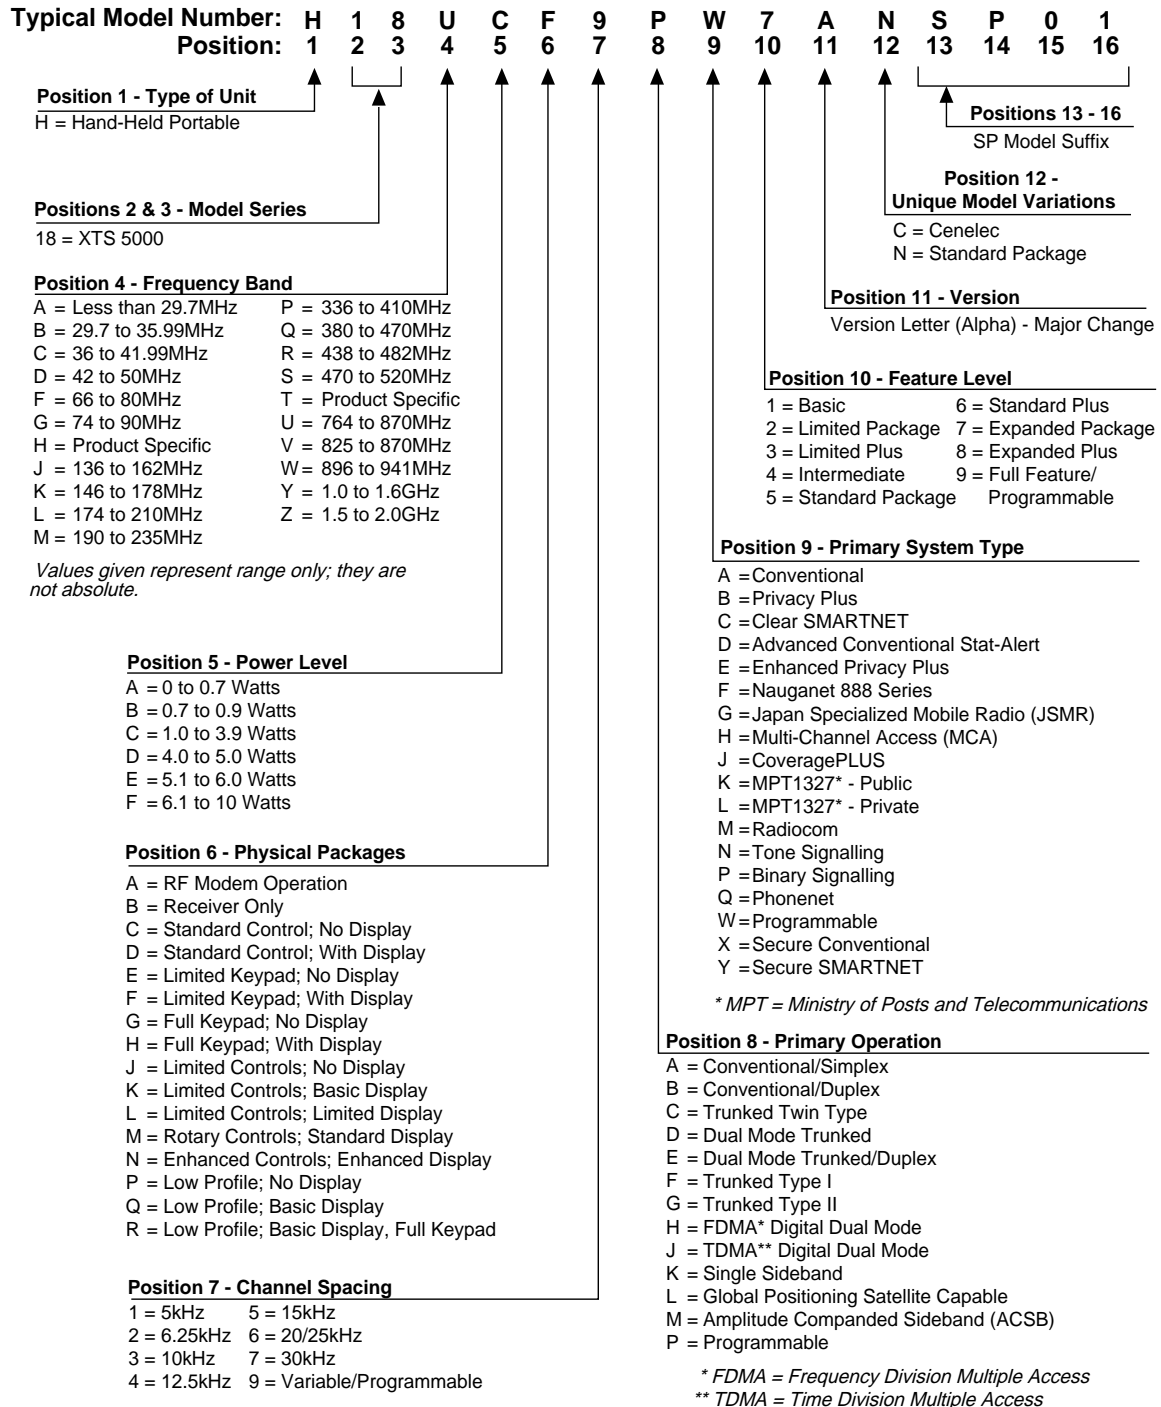 Typical Model Number: H 1 8 U C F 9 P W 7 A N S P 0 1
Position: 1 2 3 4 5 6 7 8 9 10 11 12 13 14 15 16
Position 1 - Type of Unit
H = Hand-Held Portable
Positions 2 & 3 - Model Series
18 = XTS 5000
Position 4 - Frequency Band
A = Less than 29.7MHz
B = 29.7 to 35.99MHz
C = 36 to 41.99MHz
D = 42 to 50MHz
F = 66 to 80MHz
G = 74 to 90MHz
H = Product Specific
J = 136 to 162MHz
K = 146 to 178MHz
L = 174 to 210MHz
M = 190 to 235MHz
P = 336 to 410MHz
Q = 380 to 470MHz
R = 438 to 482MHz
S = 470 to 520MHz
T = Product Specific
U = 764 to 870MHz
V = 825 to 870MHz
W = 896 to 941MHz
Y = 1.0 to 1.6GHz
Z = 1.5 to 2.0GHz
Values given represent range only; they are
not absolute.
Position 5 - Power Level
A = 0 to 0.7 Watts
B = 0.7 to 0.9 Watts
C = 1.0 to 3.9 Watts
D = 4.0 to 5.0 Watts
E = 5.1 to 6.0 Watts
F = 6.1 to 10 Watts
Position 6 - Physical Packages
A = RF Modem Operation
B = Receiver Only
C = Standard Control; No Display
D = Standard Control; With Display
E = Limited Keypad; No Display
F = Limited Keypad; With Display
G = Full Keypad; No Display
H = Full Keypad; With Display
J = Limited Controls; No Display
K = Limited Controls; Basic Display
L = Limited Controls; Limited Display
M = Rotary Controls; Standard Display
N = Enhanced Controls; Enhanced Display
P = Low Profile; No Display
Q = Low Profile; Basic Display
R = Low Profile; Basic Display, Full Keypad
Position 7 - Channel Spacing
1 = 5kHz
2 = 6.25kHz
3 = 10kHz
4 = 12.5kHz
5 = 15kHz
6 = 20/25kHz
7 = 30kHz
9 = Variable/Programmable
Positions 13 - 16
SP Model Suffix
Position 12 -
Unique Model Variations
C = Cenelec
N = Standard Package
Position 11 - Version
Version Letter (Alpha) - Major Change
Position 10 - Feature Level
1 = Basic
2 = Limited Package
3 = Limited Plus
4 = Intermediate
5 = Standard Package
6 = Standard Plus
7 = Expanded Package
8 = Expanded Plus
9 = Full Feature/
Programmable
Position 9 - Primary System Type
A = Conventional
B = Privacy Plus
C = Clear SMARTNET
D = Advanced Conventional Stat-Alert
E = Enhanced Privacy Plus
F = Nauganet 888 Series
G = Japan Specialized Mobile Radio (JSMR)
H = Multi-Channel Access (MCA)
J = CoveragePLUS
K = MPT1327* - Public
L = MPT1327* - Private
M = Radiocom
N = Tone Signalling
P = Binary Signalling
Q = Phonenet
W = Programmable
X = Secure Conventional
Y = Secure SMARTNET
* MPT = Ministry of Posts and Telecommunications
Position 8 - Primary Operation
A = Conventional/Simplex
B = Conventional/Duplex
C = Trunked Twin Type
D = Dual Mode Trunked
E = Dual Mode Trunked/Duplex
F = Trunked Type I
G = Trunked Type II
H = FDMA* Digital Dual Mode
J = TDMA** Digital Dual Mode
K = Single Sideband
L = Global Positioning Satellite Capable
M = Amplitude Companded Sideband (ACSB)
P = Programmable
* FDMA = Frequency Division Multiple Access
** TDMA = Time Division Multiple Access